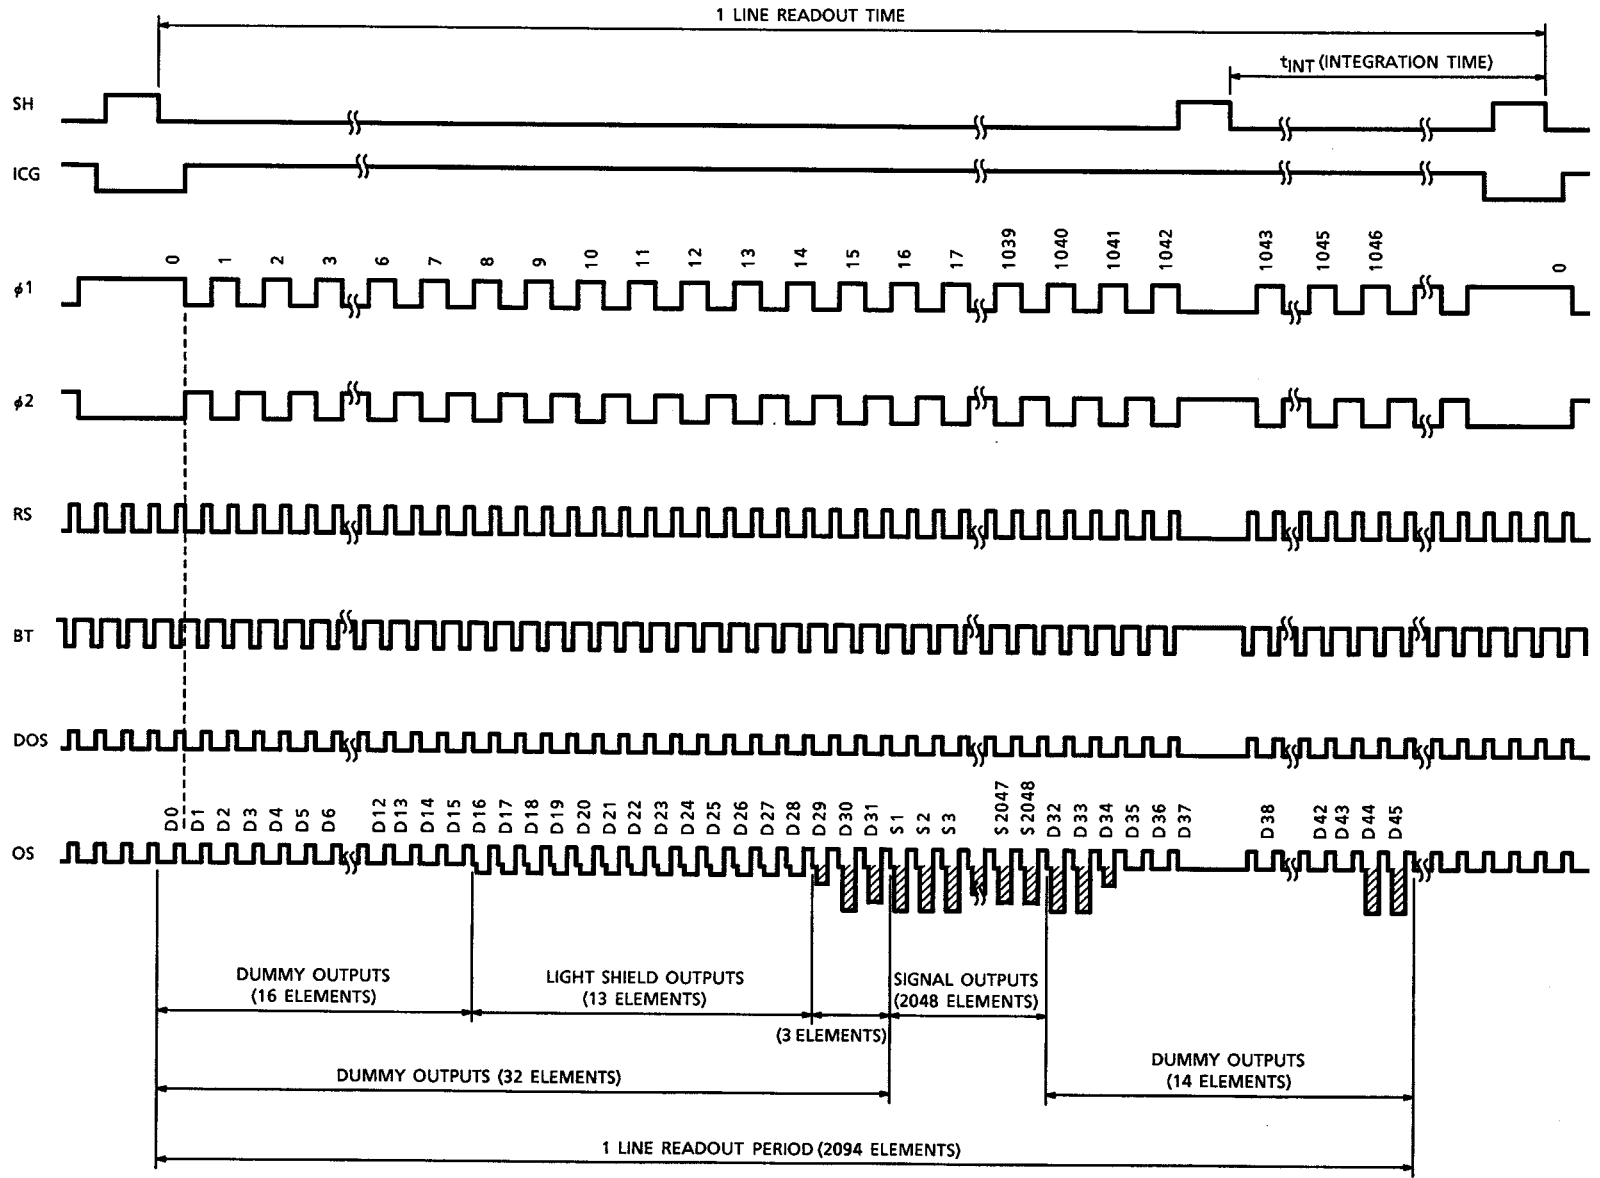 1 LINE READOUT TIME
tINT (INTEGRATION TIME)
SH
ICG
0 1 2 3 6 7 8 9 10 11 12 13 14 15 16 17 1039 1040 1041 1042 1043 1045 1046 0
ϕ1
ϕ2
RS
BT
DOS
D0 D1 D2 D3 D4 D5 D6 D12 D13 D14 D15 D16 D17 D18 D19 D20 D21 D22 D23 D24 D25 D26 D27 D28 D29 D30 D31 S1 S2 S3 S2047 S2048 D32 D33 D34 D35 D36 D37 D38 D42 D43 D44 D45
OS
DUMMY OUTPUTS
(16 ELEMENTS)
LIGHT SHIELD OUTPUTS
(13 ELEMENTS)
(3 ELEMENTS)
SIGNAL OUTPUTS
(2048 ELEMENTS)
DUMMY OUTPUTS (32 ELEMENTS)
DUMMY OUTPUTS
(14 ELEMENTS)
1 LINE READOUT PERIOD (2094 ELEMENTS)